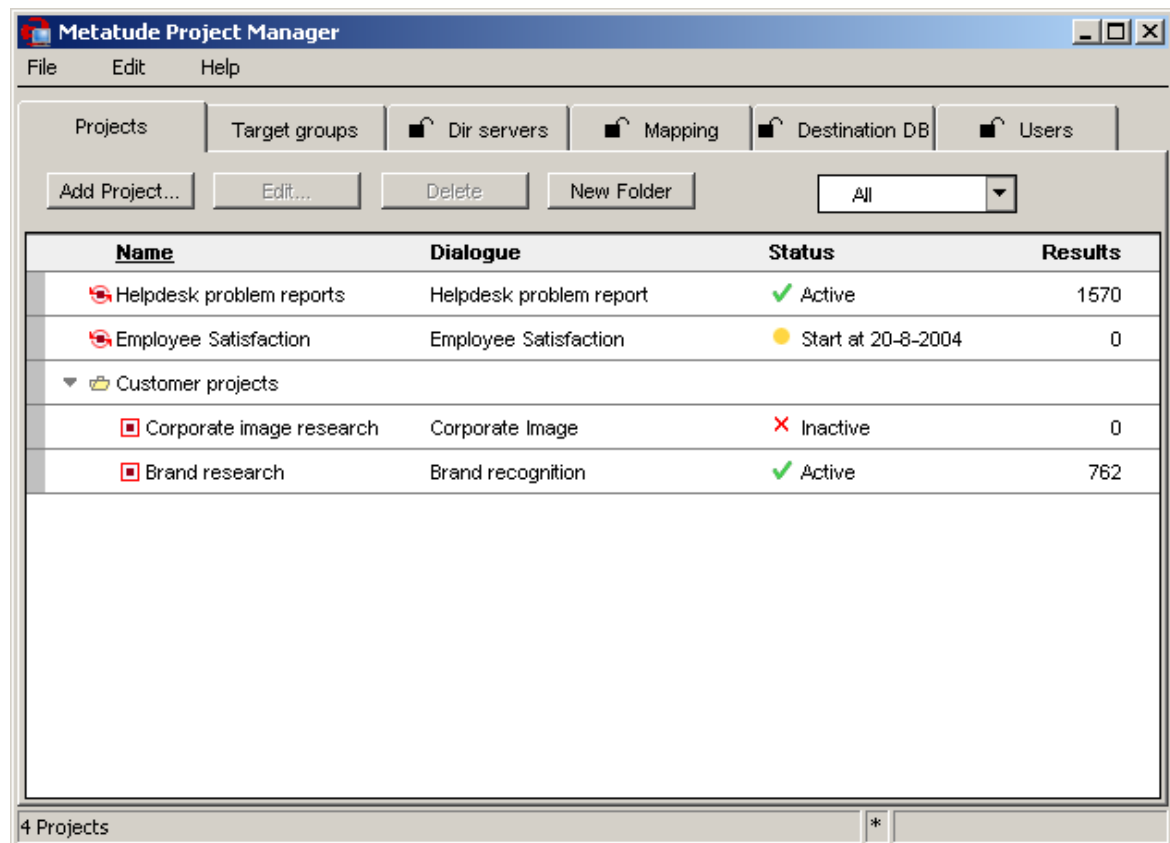 Metatude Project Manager
File Edit Help
Projects Target groups Dir servers Mapping Destination DB Users
Add Project... Edit... Delete New Folder All
Name Dialogue Status Results
Helpdesk problem reports Helpdesk problem report Active 1570
Employee Satisfaction Employee Satisfaction Start at 20-8-2004 0
Customer projects
Corporate image research Corporate Image Inactive 0
Brand research Brand recognition Active 762
4 Projects *